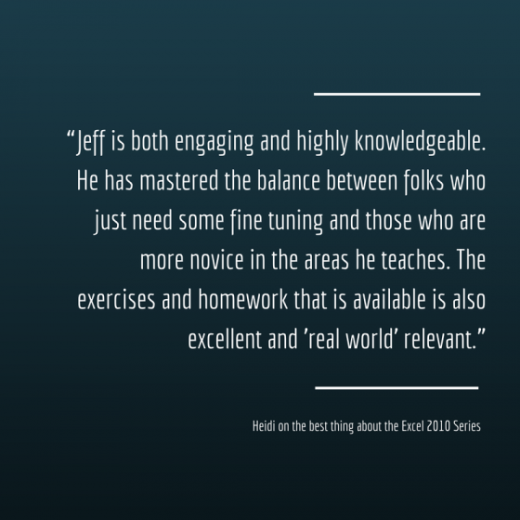 “Jeff is both engaging and highly knowledgeable.
He has mastered the balance between folks who
just need some fine tuning and those who are
more novice in the areas he teaches. The
exercises and homework that is available is also
excellent and 'real world' relevant.”
Heidi on the best thing about the Excel 2010 Series